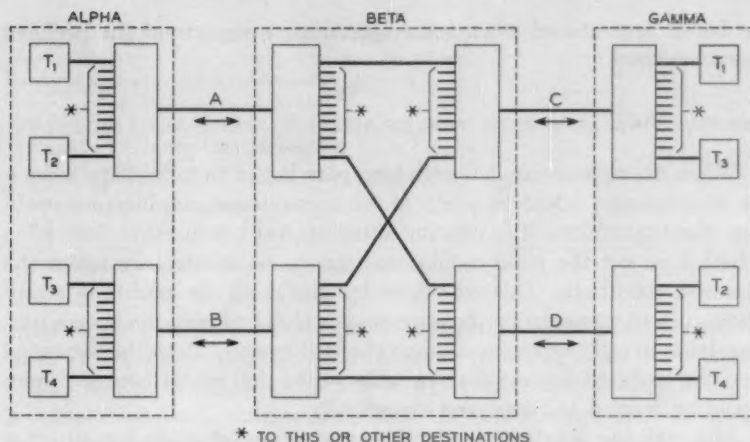 ALPHA
BETA
GAMMA
T1
*
T2
A
*
*
C
*
T1
T3
T3
*
T4
B
*
*
D
*
T2
T4
* TO THIS OR OTHER DESTINATIONS